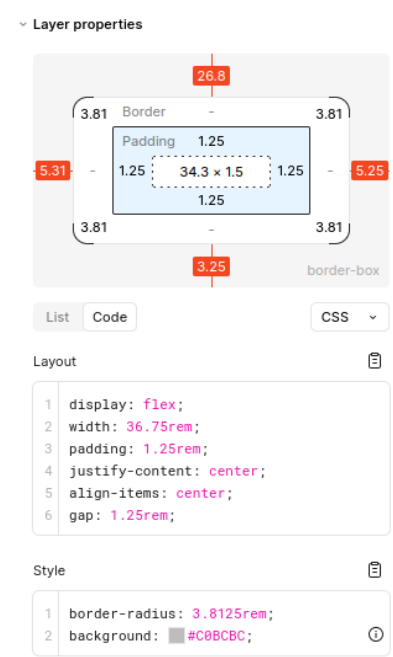 Layer properties
26.8
3.81 Border - 3.81
Padding 1.25
5.31 - 1.25 34.3 × 1.5 1.25 - 5.25
1.25
3.81 - 3.81
3.25
border-box
List Code CSS
Layout
1 display: flex;
2 width: 36.75rem;
3 padding: 1.25rem;
4 justify-content: center;
5 align-items: center;
6 gap: 1.25rem;
Style
1 border-radius: 3.8125rem;
2 background: #C0BCBC;